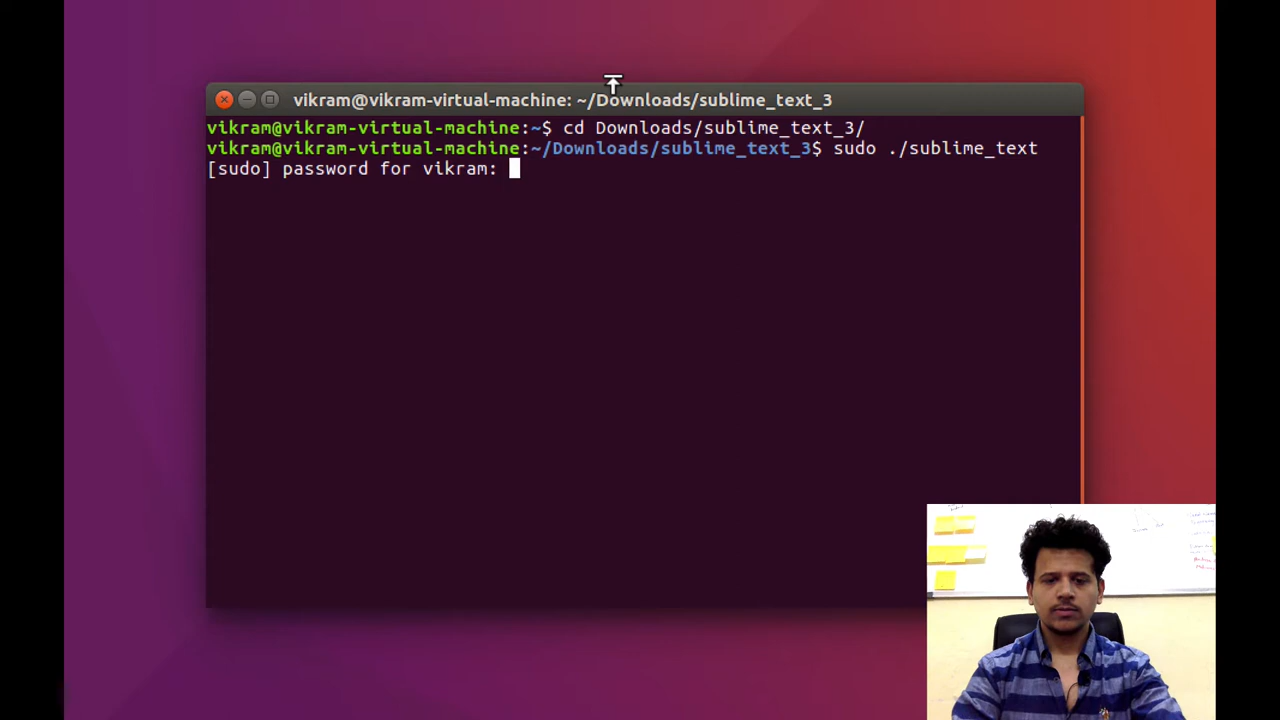 vikram@vikram-virtual-machine: ~/Downloads/sublime_text_3
vikram@vikram-virtual-machine:~$ cd Downloads/sublime_text_3/
vikram@vikram-virtual-machine:~/Downloads/sublime_text_3$ sudo ./sublime_text
[sudo] password for vikram: